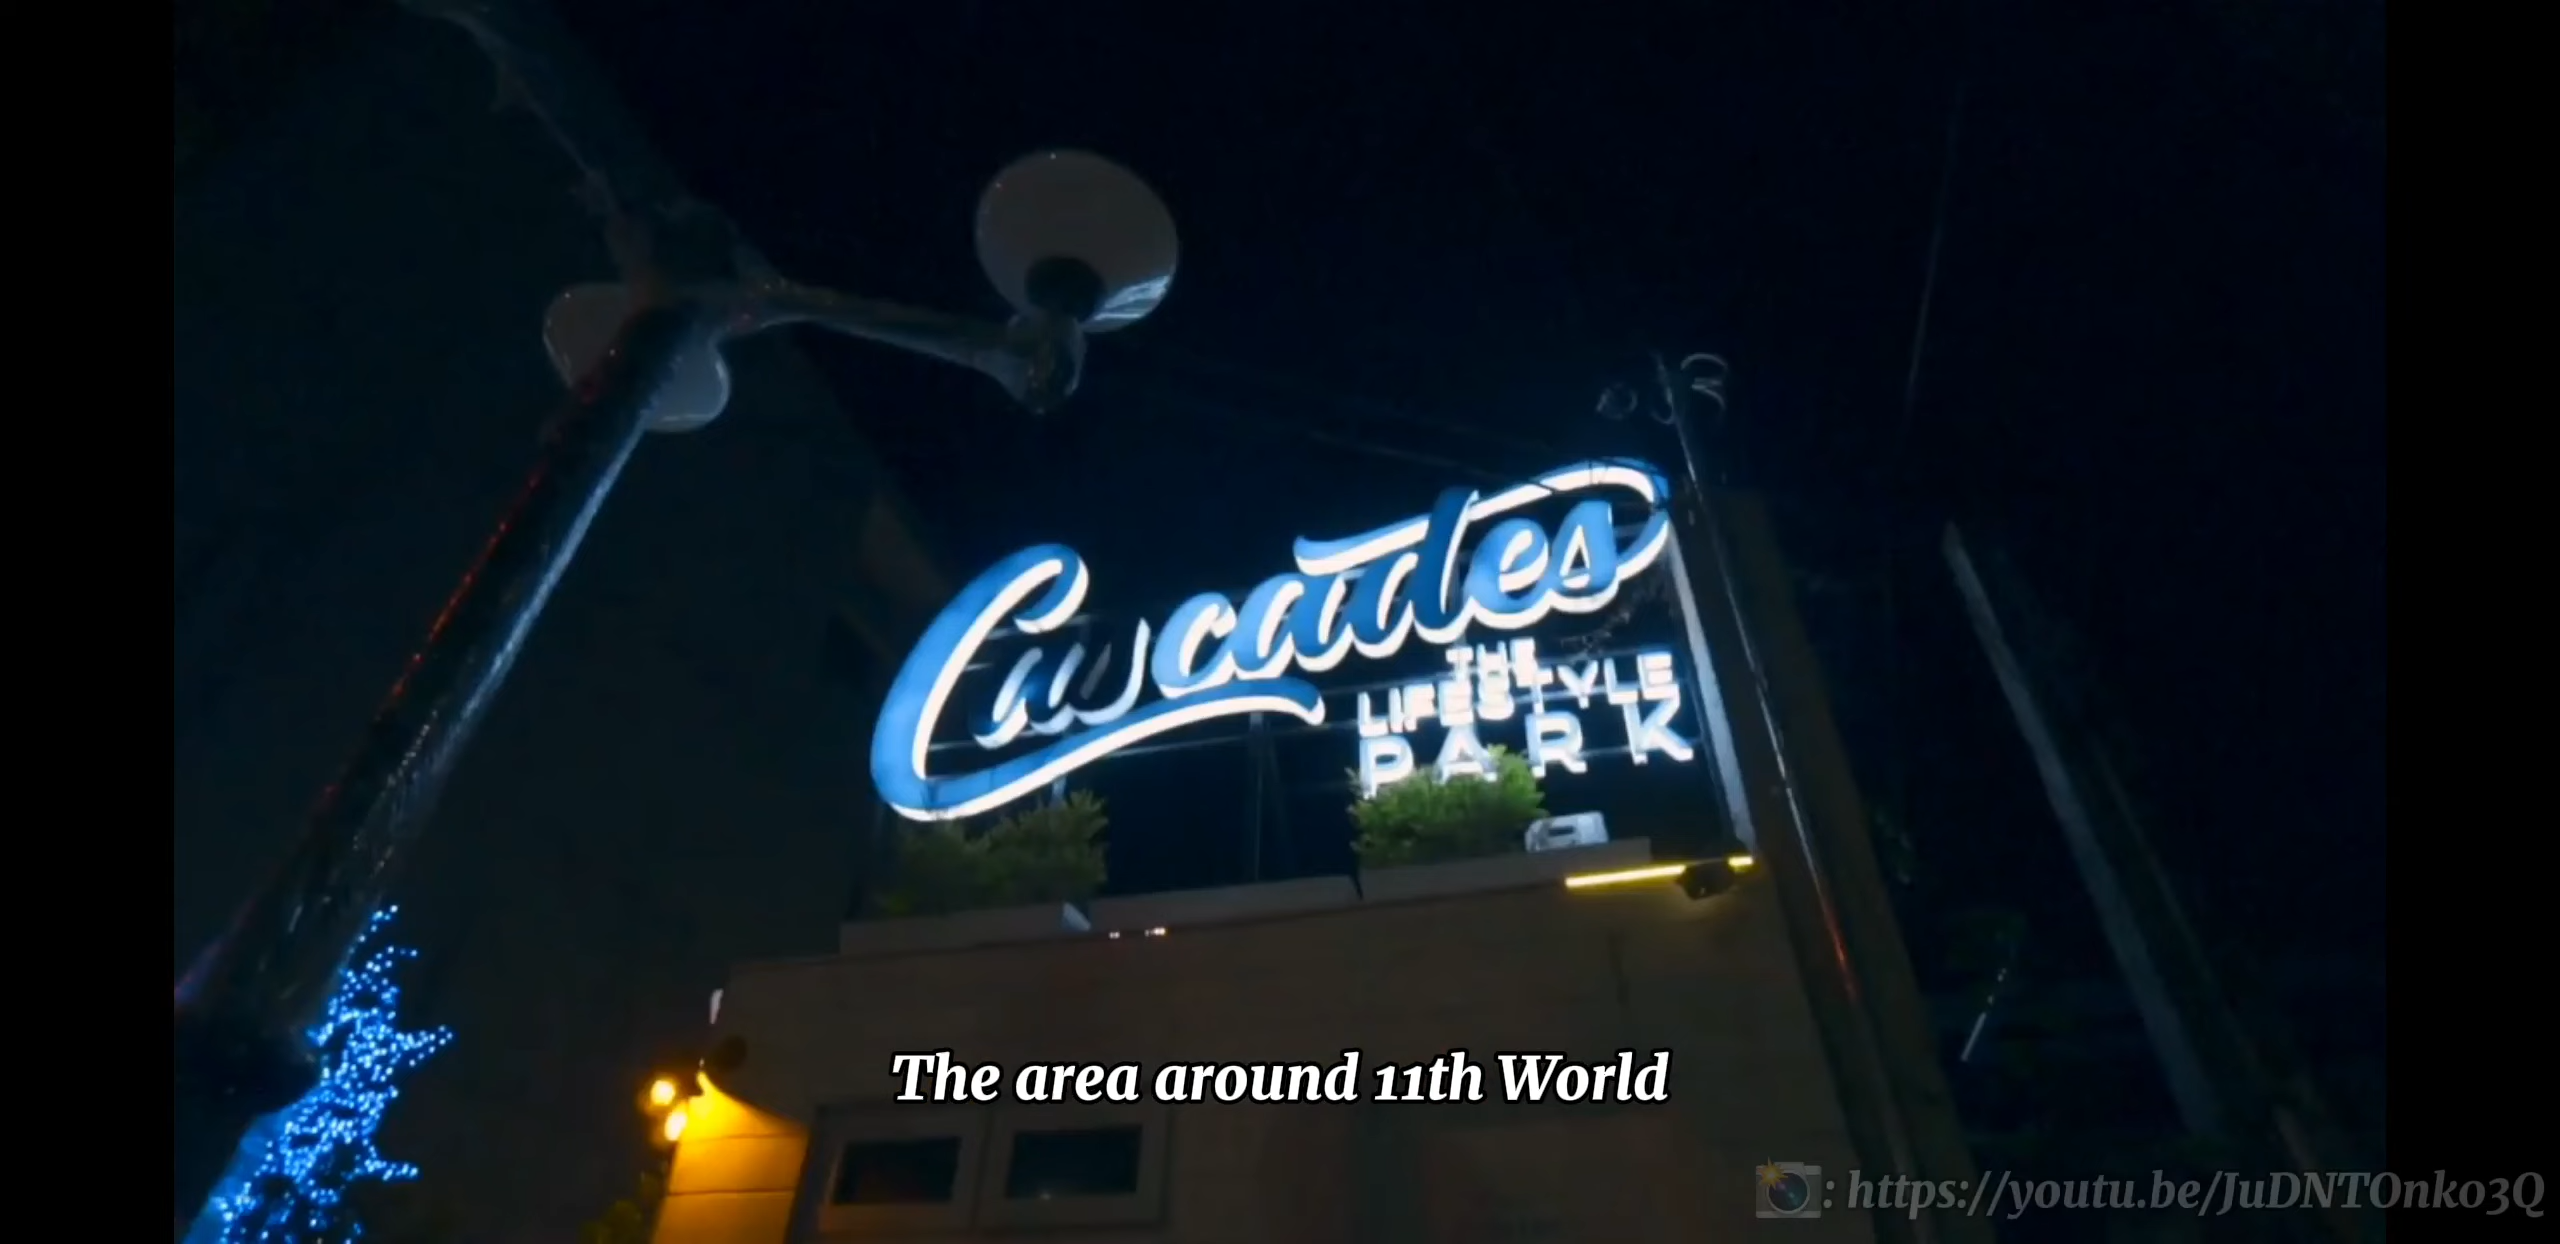 Cascades
THE
LIFESTYLE
PARK
The area around 11th World
: https://youtu.be/JuDNTOnko3Q